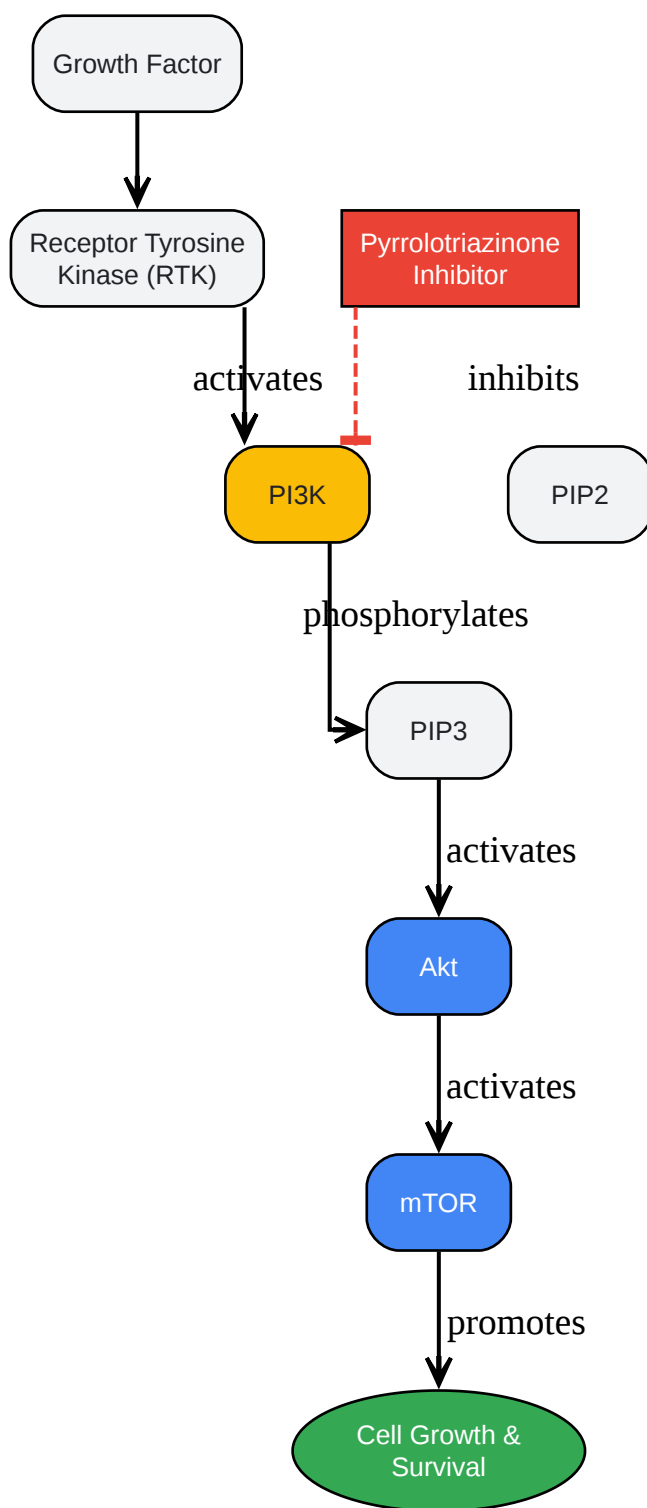 Growth Factor
Receptor Tyrosine
Kinase (RTK)
Pyrrolotriazinone
Inhibitor
activates
inhibits
PI3K
PIP2
phosphorylates
PIP3
activates
Akt
activates
mTOR
promotes
Cell Growth &
Survival